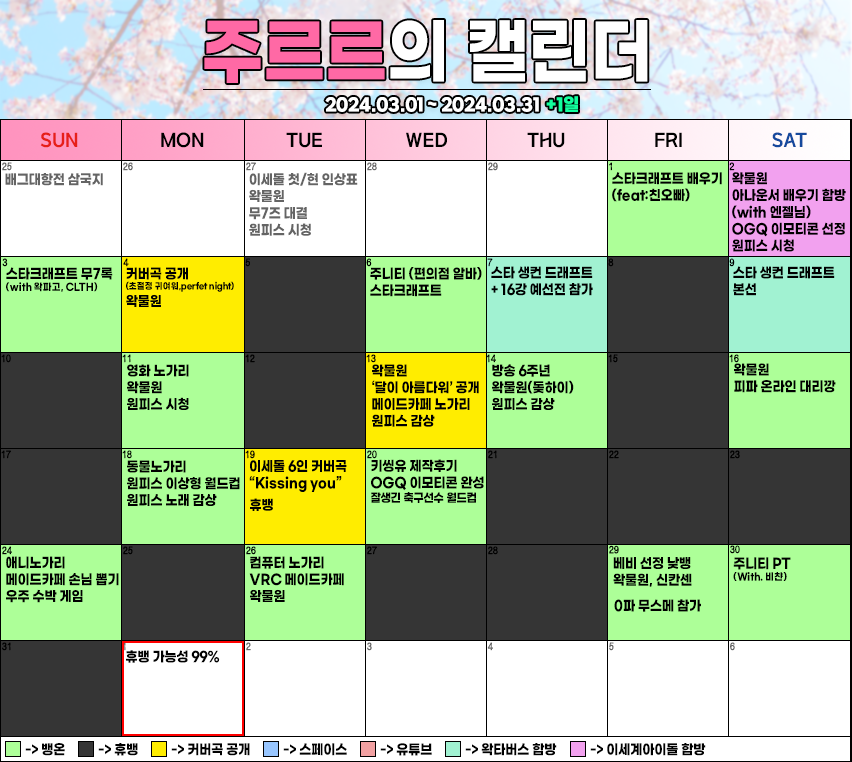 주르르의 캘린더
2024.03.01 ~ 2024.03.31 +1일
SUN MON TUE WED THU FRI SAT
25
배그대항전 삼국지
26
27
이세돌 첫/현 인상표
왁물원
무7즈 대결
원피스 시청
28
29
1
스타크래프트 배우기
(feat:친오빠)
2
왁물원
아나운서 배우기 합방
(with 엔젤님)
OGQ 이모티콘 선정
원피스 시청
3
스타크래프트 무7록
(with 왁파고, CLTH)
4
커버곡 공개
(초절정 귀여워,perfet night)
왁물원
5
6
주니티 (편의점 알바)
스타크래프트
7
스타 생컨 드래프트
+ 16강 예선전 참가
8
9
스타 생컨 드래프트
본선
10
11
영화 노가리
왁물원
원피스 시청
12
13
왁물원
‘달이 아름다워’ 공개
메이드카페 노가리
원피스 감상
14
방송 6주년
왁물원(돚하이)
원피스 감상
15
16
왁물원
피파 온라인 대리깡
17
18
동물노가리
원피스 이상형 월드컵
원피스 노래 감상
19
이세돌 6인 커버곡
“Kissing you”
휴뱅
20
키씽유 제작후기
OGQ 이모티콘 완성
잘생긴 축구선수 월드컵
21
22
23
24
애니노가리
메이드카페 손님 뽑기
우주 수박 게임
25
26
컴퓨터 노가리
VRC 메이드카페
왁물원
27
28
29
베비 선정 낮뱅
왁물원, 신칸센
0파 무스메 참가
30
주니티 PT
(With. 비챤)
31
휴뱅 가능성 99%
2
3
4
5
6
-> 뱅온 -> 휴뱅 -> 커버곡 공개 -> 스페이스 -> 유튜브 -> 왁타버스 합방 -> 이세계아이돌 합방